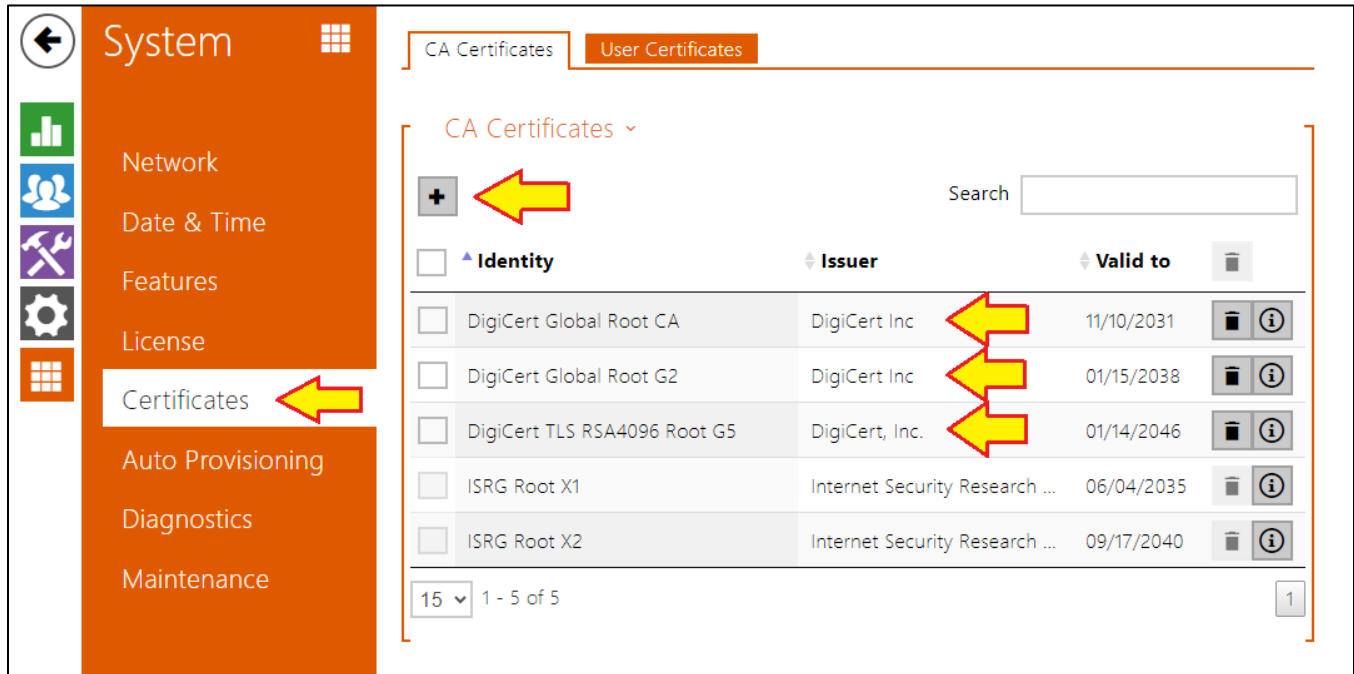 System
Network
Date & Time
Features
License
Certificates
Auto Provisioning
Diagnostics
Maintenance
CA Certificates User Certificates
CA Certificates
Search
Identity Issuer Valid to
DigiCert Global Root CA DigiCert Inc 11/10/2031
DigiCert Global Root G2 DigiCert Inc 01/15/2038
DigiCert TLS RSA4096 Root G5 DigiCert, Inc. 01/14/2046
ISRG Root X1 Internet Security Research ... 06/04/2035
ISRG Root X2 Internet Security Research ... 09/17/2040
15 1 - 5 of 5 1